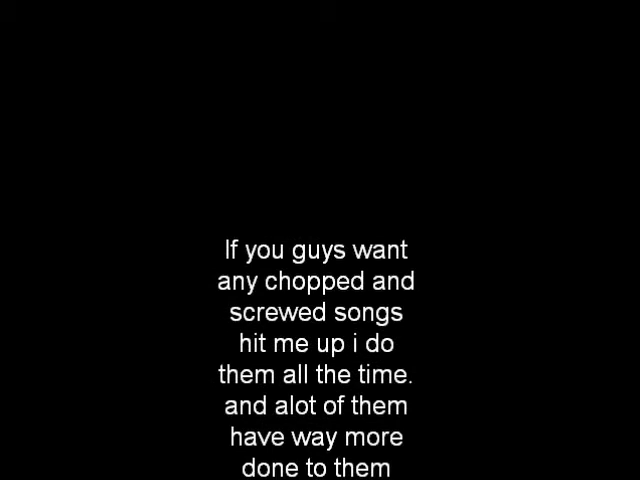 If you guys want
any chopped and
screwed songs
hit me up i do
them all the time.
and alot of them
have way more
done to them